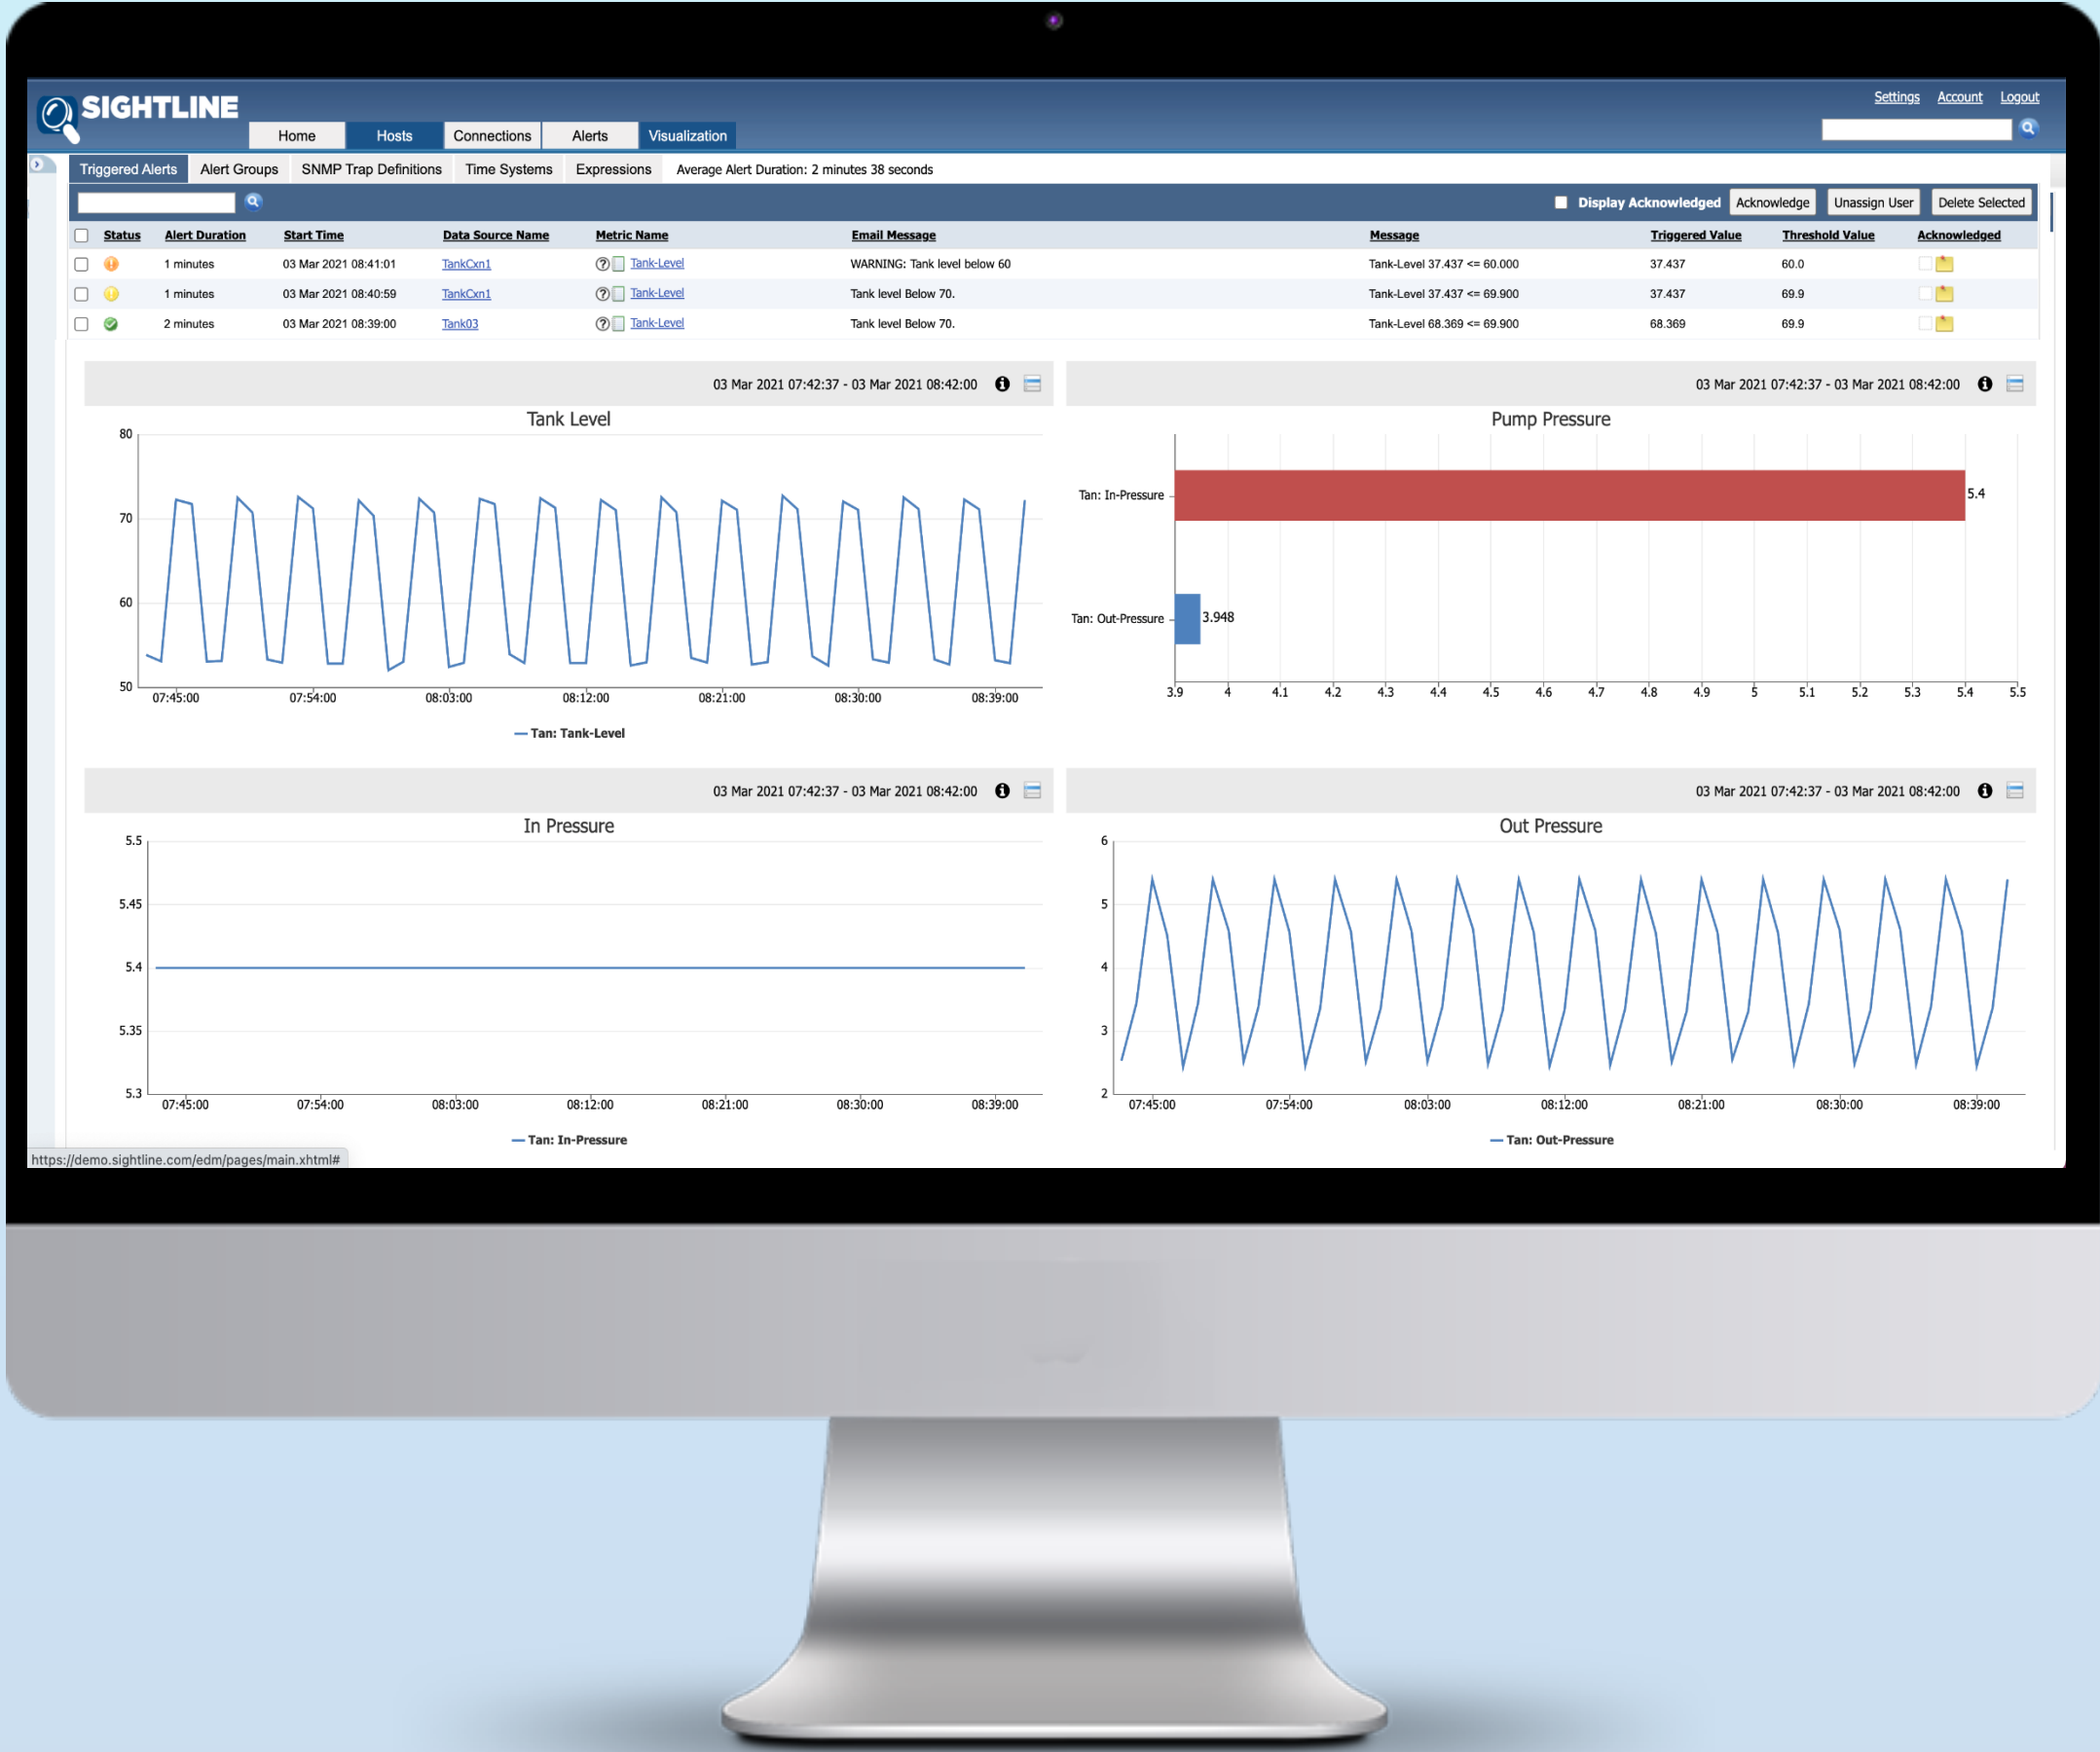 SIGHTLINE
Settings Account Logout
Home Hosts Connections Alerts Visualization
Triggered Alerts Alert Groups SNMP Trap Definitions Time Systems Expressions Average Alert Duration: 2 minutes 38 seconds
Display Acknowledged Acknowledge Unassign User Delete Selected
Status Alert Duration Start Time Data Source Name Metric Name Email Message Message Triggered Value Threshold Value Acknowledged
1 minutes 03 Mar 2021 08:41:01 TankCxn1 Tank-Level WARNING: Tank level below 60 Tank-Level 37.437 <= 60.000 37.437 60.0
1 minutes 03 Mar 2021 08:40:59 TankCxn1 Tank-Level Tank level Below 70. Tank-Level 37.437 <= 69.900 37.437 69.9
2 minutes 03 Mar 2021 08:39:00 Tank03 Tank-Level Tank level Below 70. Tank-Level 68.369 <= 69.900 68.369 69.9
03 Mar 2021 07:42:37 - 03 Mar 2021 08:42:00
Tank Level
80
70
60
50
07:45:00 07:54:00 08:03:00 08:12:00 08:21:00 08:30:00 08:39:00
Tan: Tank-Level
03 Mar 2021 07:42:37 - 03 Mar 2021 08:42:00
Pump Pressure
Tan: In-Pressure 5.4
Tan: Out-Pressure 3.948
3.9 4 4.1 4.2 4.3 4.4 4.5 4.6 4.7 4.8 4.9 5 5.1 5.2 5.3 5.4 5.5
03 Mar 2021 07:42:37 - 03 Mar 2021 08:42:00
In Pressure
5.5
5.45
5.4
5.35
5.3
07:45:00 07:54:00 08:03:00 08:12:00 08:21:00 08:30:00 08:39:00
Tan: In-Pressure
03 Mar 2021 07:42:37 - 03 Mar 2021 08:42:00
Out Pressure
6
5
4
3
2
07:45:00 07:54:00 08:03:00 08:12:00 08:21:00 08:30:00 08:39:00
Tan: Out-Pressure
https://demo.sightline.com/edm/pages/main.xhtml#